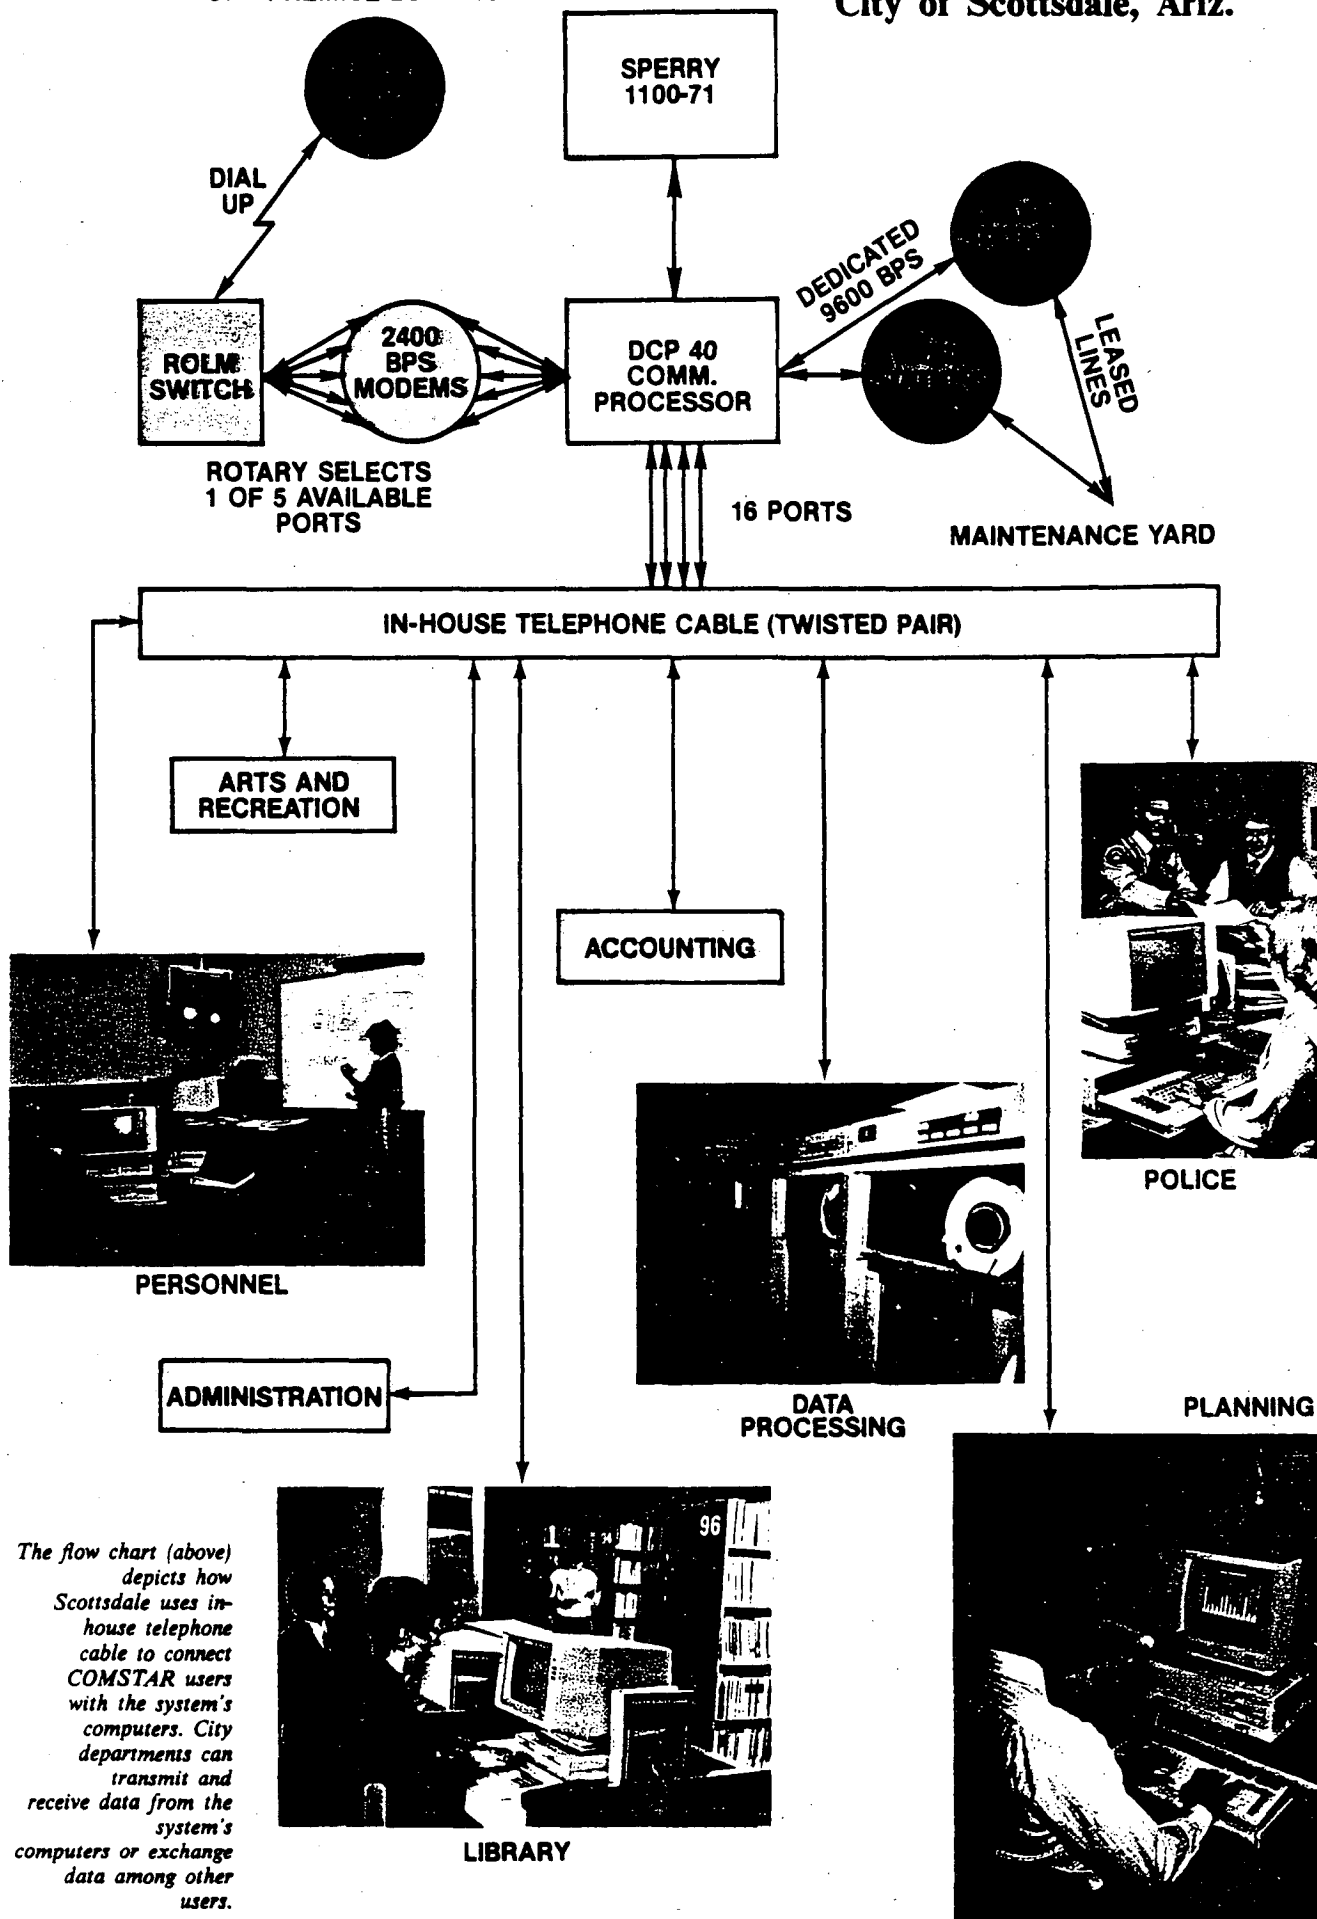 City of Scottsdale, Ariz.
SPERRY
1100-71
DIAL
UP
DEDICATED
9600 BPS
LEASED
LINES
ROLM
SWITCH
2400
BPS
MODEMS
DCP 40
COMM.
PROCESSOR
ROTARY SELECTS
1 OF 5 AVAILABLE
PORTS
16 PORTS
MAINTENANCE YARD
IN-HOUSE TELEPHONE CABLE (TWISTED PAIR)
ARTS AND
RECREATION
ACCOUNTING
POLICE
PERSONNEL
ADMINISTRATION
DATA
PROCESSING
PLANNING
96
LIBRARY
The flow chart (above)
depicts how
Scottsdale uses in-
house telephone
cable to connect
COMSTAR users
with the system's
computers. City
departments can
transmit and
receive data from the
system's
computers or exchange
data among other
users.